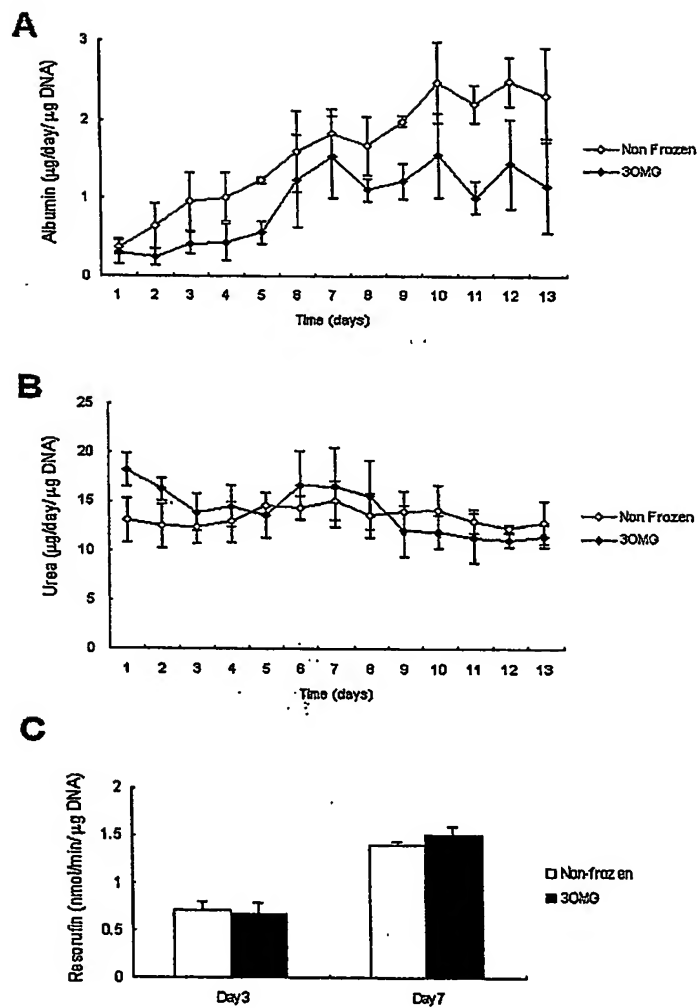 A
3
2
1
0
Albumin (µg/day/µg DNA)
1 2 3 4 5 6 7 8 9 10 11 12 13
Time (days)
Non Frozen
3OMG
B
25
20
15
10
5
0
Urea (µg/day/µg DNA)
1 2 3 4 5 6 7 8 9 10 11 12 13
Time (days)
Non Frozen
3OMG
C
2
1.5
1
0.5
0
Resorufin (nmol/min/µg DNA)
Day3 Day7
Non-frozen
3OMG